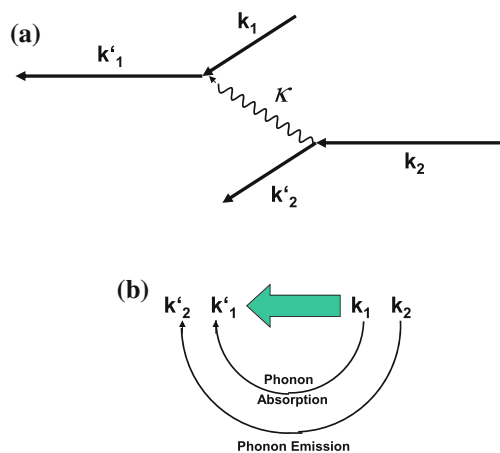 (a)
k₁
k‘₁
κ
k₂
k‘₂
(b)
k‘₂ k‘₁ k₁ k₂
Phonon
Absorption
Phonon Emission